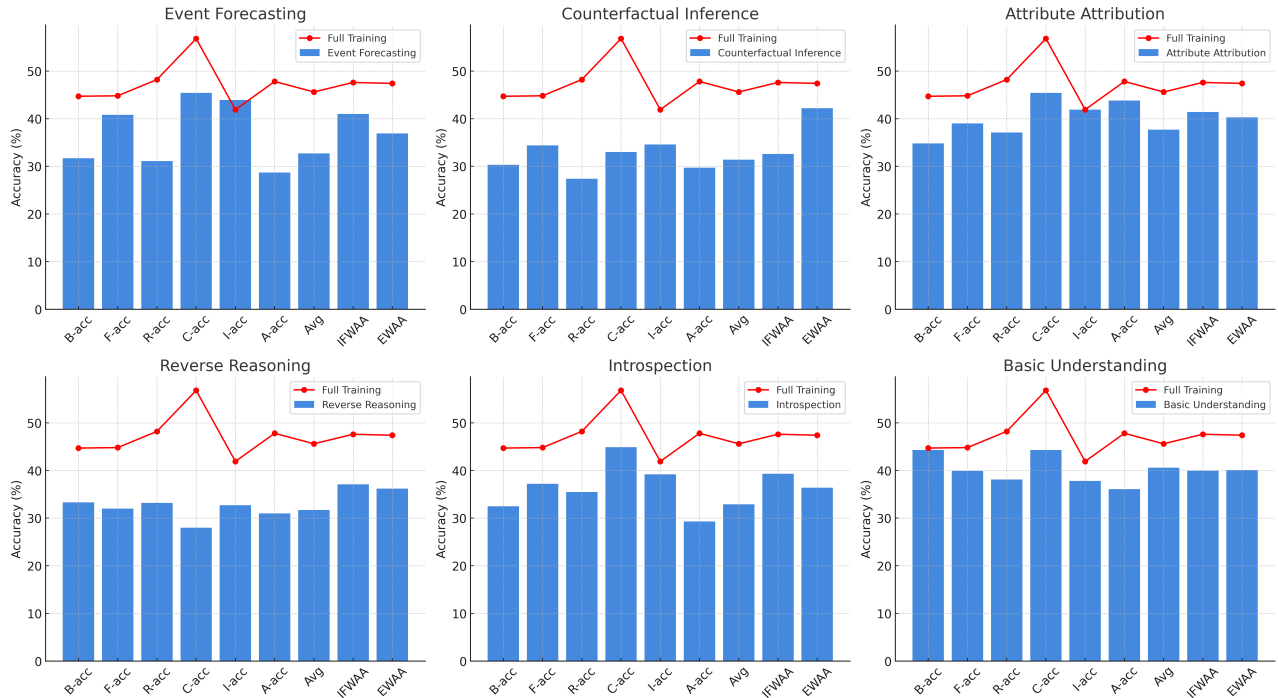 Event Forecasting
Full Training
Event Forecasting
Accuracy (%)
50
40
30
20
10
0
B-acc
F-acc
R-acc
C-acc
I-acc
A-acc
Avg
IFWAA
EWAA
Counterfactual Inference
Full Training
Counterfactual Inference
Accuracy (%)
50
40
30
20
10
0
B-acc
F-acc
R-acc
C-acc
I-acc
A-acc
Avg
IFWAA
EWAA
Attribute Attribution
Full Training
Attribute Attribution
Accuracy (%)
50
40
30
20
10
0
B-acc
F-acc
R-acc
C-acc
I-acc
A-acc
Avg
IFWAA
EWAA
Reverse Reasoning
Full Training
Reverse Reasoning
Accuracy (%)
50
40
30
20
10
0
B-acc
F-acc
R-acc
C-acc
I-acc
A-acc
Avg
IFWAA
EWAA
Introspection
Full Training
Introspection
Accuracy (%)
50
40
30
20
10
0
B-acc
F-acc
R-acc
C-acc
I-acc
A-acc
Avg
IFWAA
EWAA
Basic Understanding
Full Training
Basic Understanding
Accuracy (%)
50
40
30
20
10
0
B-acc
F-acc
R-acc
C-acc
I-acc
A-acc
Avg
IFWAA
EWAA